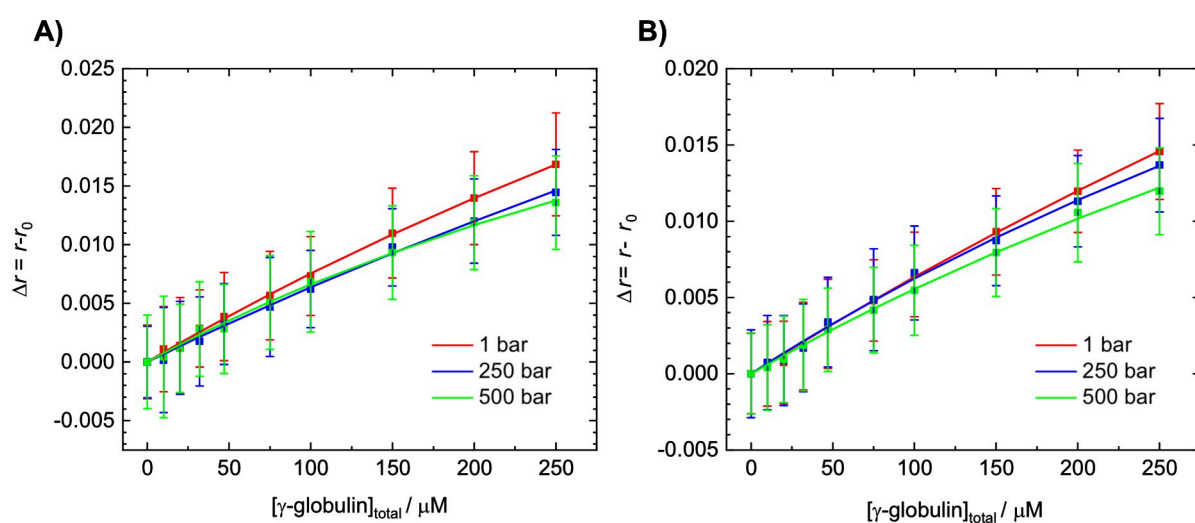 A)
0.025
0.020
0.015
0.010
0.005
0.000
-0.005
Δr = r-r₀
0 50 100 150 200 250
[γ-globulin]total / μM
1 bar
250 bar
500 bar
B)
0.020
0.015
0.010
0.005
0.000
-0.005
Δr= r- r₀
0 50 100 150 200 250
[γ-globulin]total / μM
1 bar
250 bar
500 bar